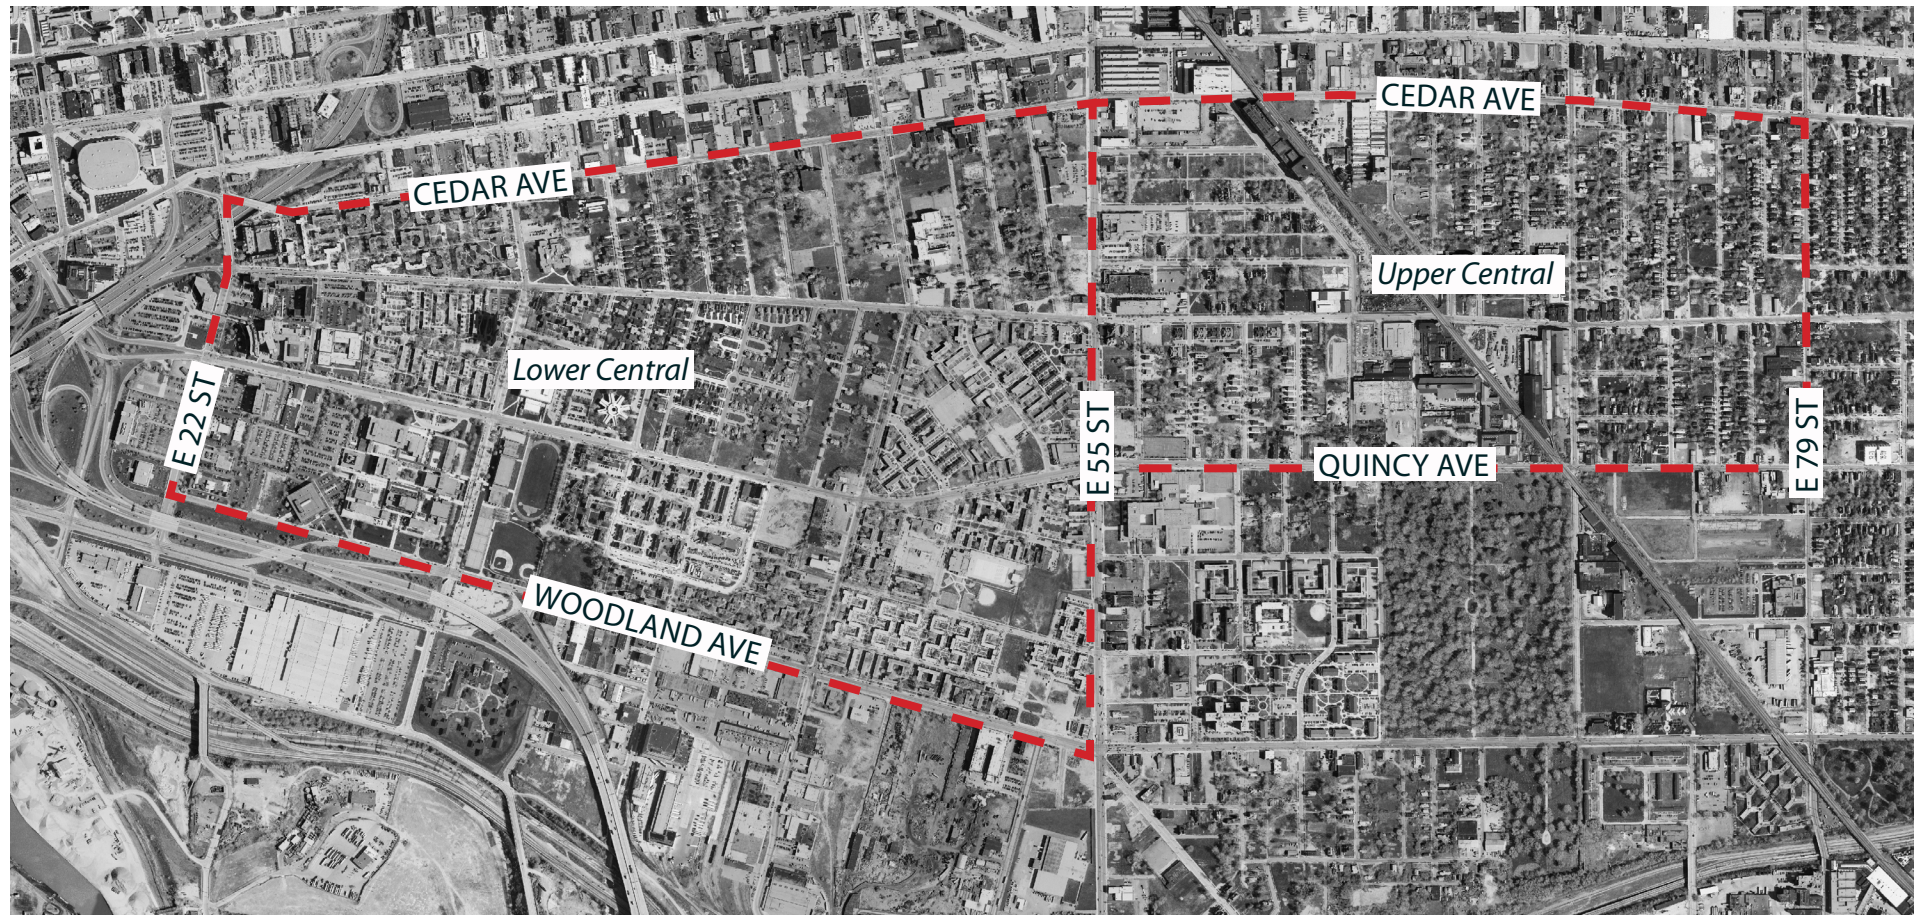 CEDAR AVE
CEDAR AVE
Upper Central
Lower Central
E 22 ST
E 55 ST
E 79 ST
QUINCY AVE
WOODLAND AVE